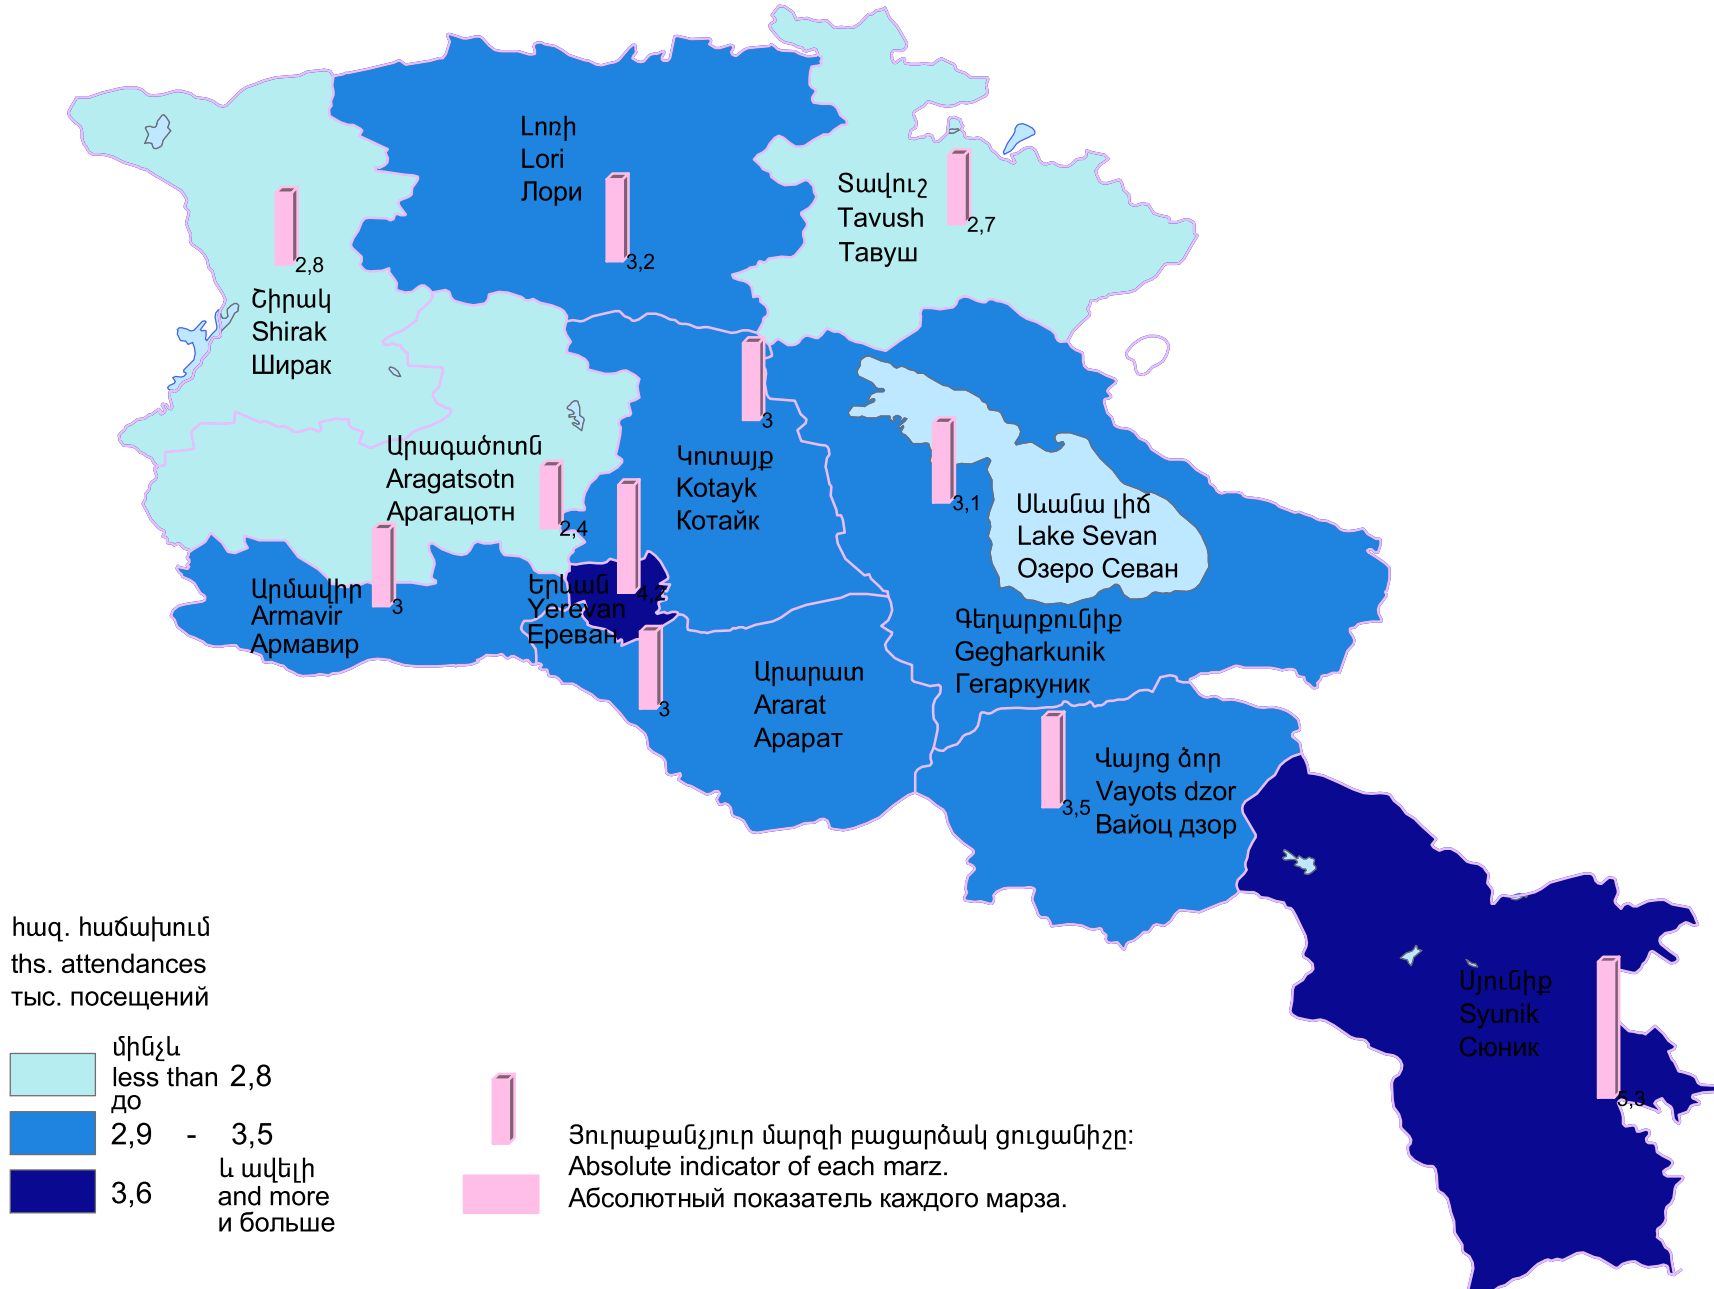 Լոռի
Lori
Лори
3,2
Տավուշ
Tavush
Тавуш
2,7
2,8
Շիրակ
Shirak
Ширак
3
Կոտայք
Kotayk
Котайк
Արագածոտն
Aragatsotn
Арагацотн
2,4
3,1
Սևանա լիճ
Lake Sevan
Озеро Севан
Արմավիր
Armavir
Армавир
3
Երևան
Yerevan
Ереван
4,2
Գեղարքունիք
Gegharkunik
Гегаркуник
3
Արարատ
Ararat
Арарат
3,5
Վայոց ձոր
Vayots dzor
Вайоц дзор
Սյունիք
Syunik
Сюник
5,3
հազ. հաճախում
ths. attendances
тыс. посещений
մինչև
less than 2,8
до
2,9 - 3,5
3,6
և ավելի
and more
и больше
Յուրաքանչյուր մարզի բացարձակ ցուցանիշը:
Absolute indicator of each marz.
Абсолютный показатель каждого марза.